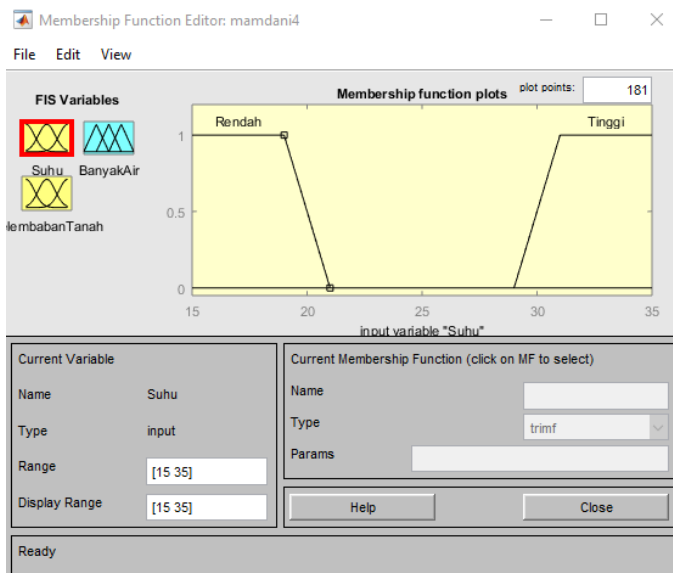 Membership Function Editor: mamdani4
File Edit View
FIS Variables
Suhu BanyakAir
lembabanTanah
Membership function plots plot points: 181
Rendah Tinggi
1
0.5
0
15 20 25 30 35
input variable "Suhu"
Current Variable
Name Suhu
Type input
Range [15 35]
Display Range [15 35]
Current Membership Function (click on MF to select)
Name
Type trimf
Params
Help Close
Ready